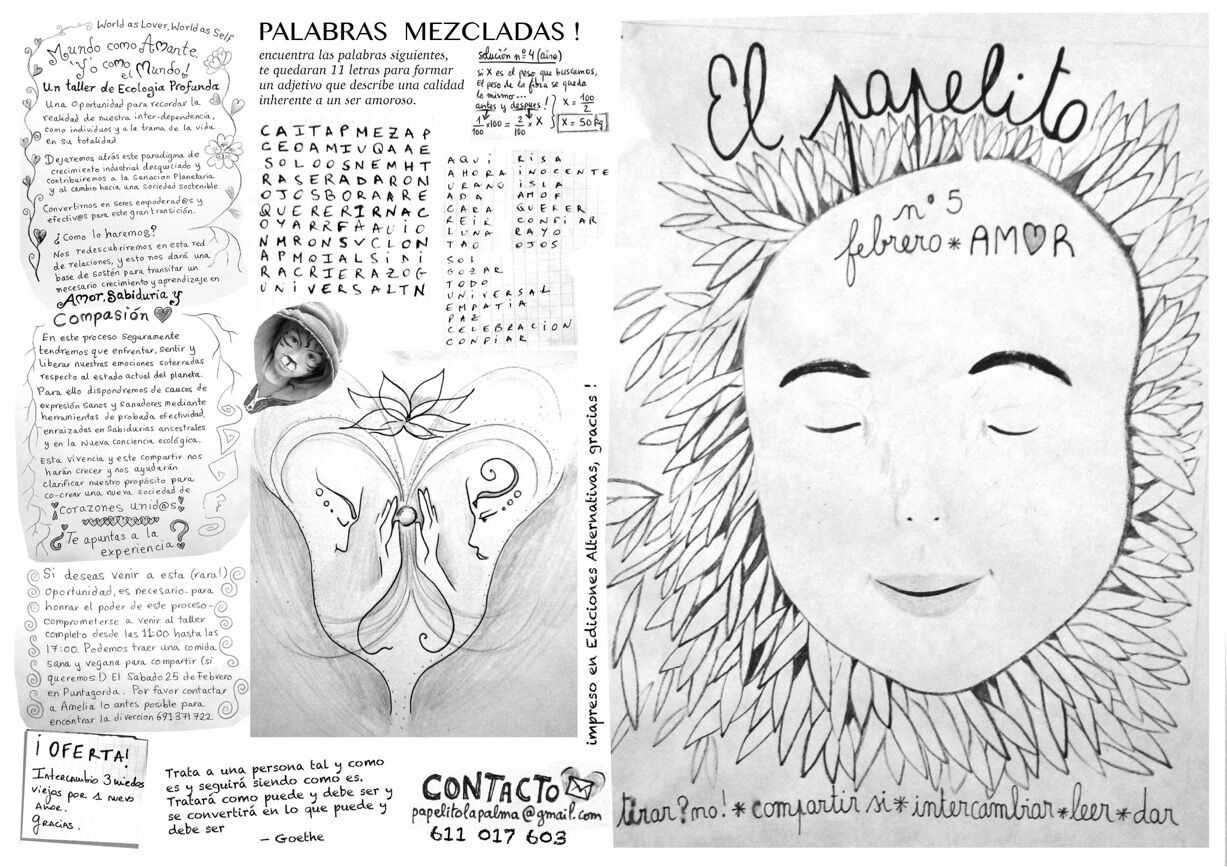 World as Lover, World as Self
Mundo como Amante
Y'o como
el Mundo!
Un taller de Ecologia Profunda
Una Oportunidad para recordar la
realidad de nuestra inter-dependencia,
como individuos y a la trama de la vida
en su totalidad
Dejaremos atrás este paradigma de
crecimiento industrial desquiciado y
contribuiremos a la Sanacion Planetaria
y al cambio hacia una sociedad sostenible.
Convertirnos en seres empoderad@s y
efectiv@s para este gran transición.
¿Como lo haremos?
Nos redescubriremos en esta red
de relaciones, y esto nos dará una
base de sostén para transitar un
necesario crecimiento y aprendizaje en
Amor, Sabiduria y
Compasión
En este proceso seguramente
tendremos que enfrentar, sentir y
liberar nuestras emociones soterradas
respecto al estado actual del planeta.
Para ello dispondremos de cauces de
expresión sanos y sanadores mediante
herramientas de probada efectividad,
enraizadas en Sabidurias ancestrales
y en la Nueva conciencia ecológica.
Esta vivencia y este compartir nos
harán crecer y nos ayudarán
clarificar nuestro propósito para
co-crear una nueva sociedad de
¡corazones unid@s!
¿Te apuntas a la
experiencia?
Si deseas venir a esta (rara!)
Oportunidad, es necesario-para
honrar el poder de este proceso-
comprometerse a venir al taller
completo desde las 11:00 hasta las
17:00. Podemos traer una comida
sana y vegana para compartir (si
queremos!) El Sabado 25 de Febrero
en Puntagorda. Por favor contactar
a Amelia lo antes posible para
encontrar la direccion 691371722
¡OFERTA!
Intercambio 3 miedos
viejos por 1 nuevo
Amor.
Gracias.
PALABRAS MEZCLADAS !
encuentra las palabras siguientes,
te quedaran 11 letras para formar
un adjetivo que describe una calidad
inherente a un ser amoroso.
solución nº 4 (aire)
si X es el peso que buscamos,
el peso de la fibra se queda
lo mismo...
antes y despues !
1/100 x100 = 2/100 x X
X = 100/2
X = 50 kg
C A I T A P M E Z A P
C E O A M I U Q A A E
S O L O O S N E M H T
R A S E R A D A R O N
O J O S B O R A A R E
Q U E R E R I R N A C
O Y A R R F A A U I O
N M R O N S V C L O N
A P M O I A L S I N I
R A C R I E R A Z O G
U N I V E R S A L T N
AQUI RISA
AHORA INOCENTE
URANO ISLA
ADA AMOR
CARA QUERER
REIR CONFIAR
LUNA RAYO
TAO OJOS
SOL
GOZAR
TODO
UNIVERSAL
EMPATIA
PAZ
CELEBRACION
CONFIAR
impreso en Ediciones Alternativas, gracias !
Trata a una persona tal y como
es y seguirá siendo como es.
Tratará como puede y debe ser y
se convertirá en lo que puede y
debe ser
— Goethe
CONTACTO
papelitolapalma@gmail.com
611 017 603
El papelito
nº 5
febrero * AMOR
tirar? no! * compartir si * intercambiar * leer * dar